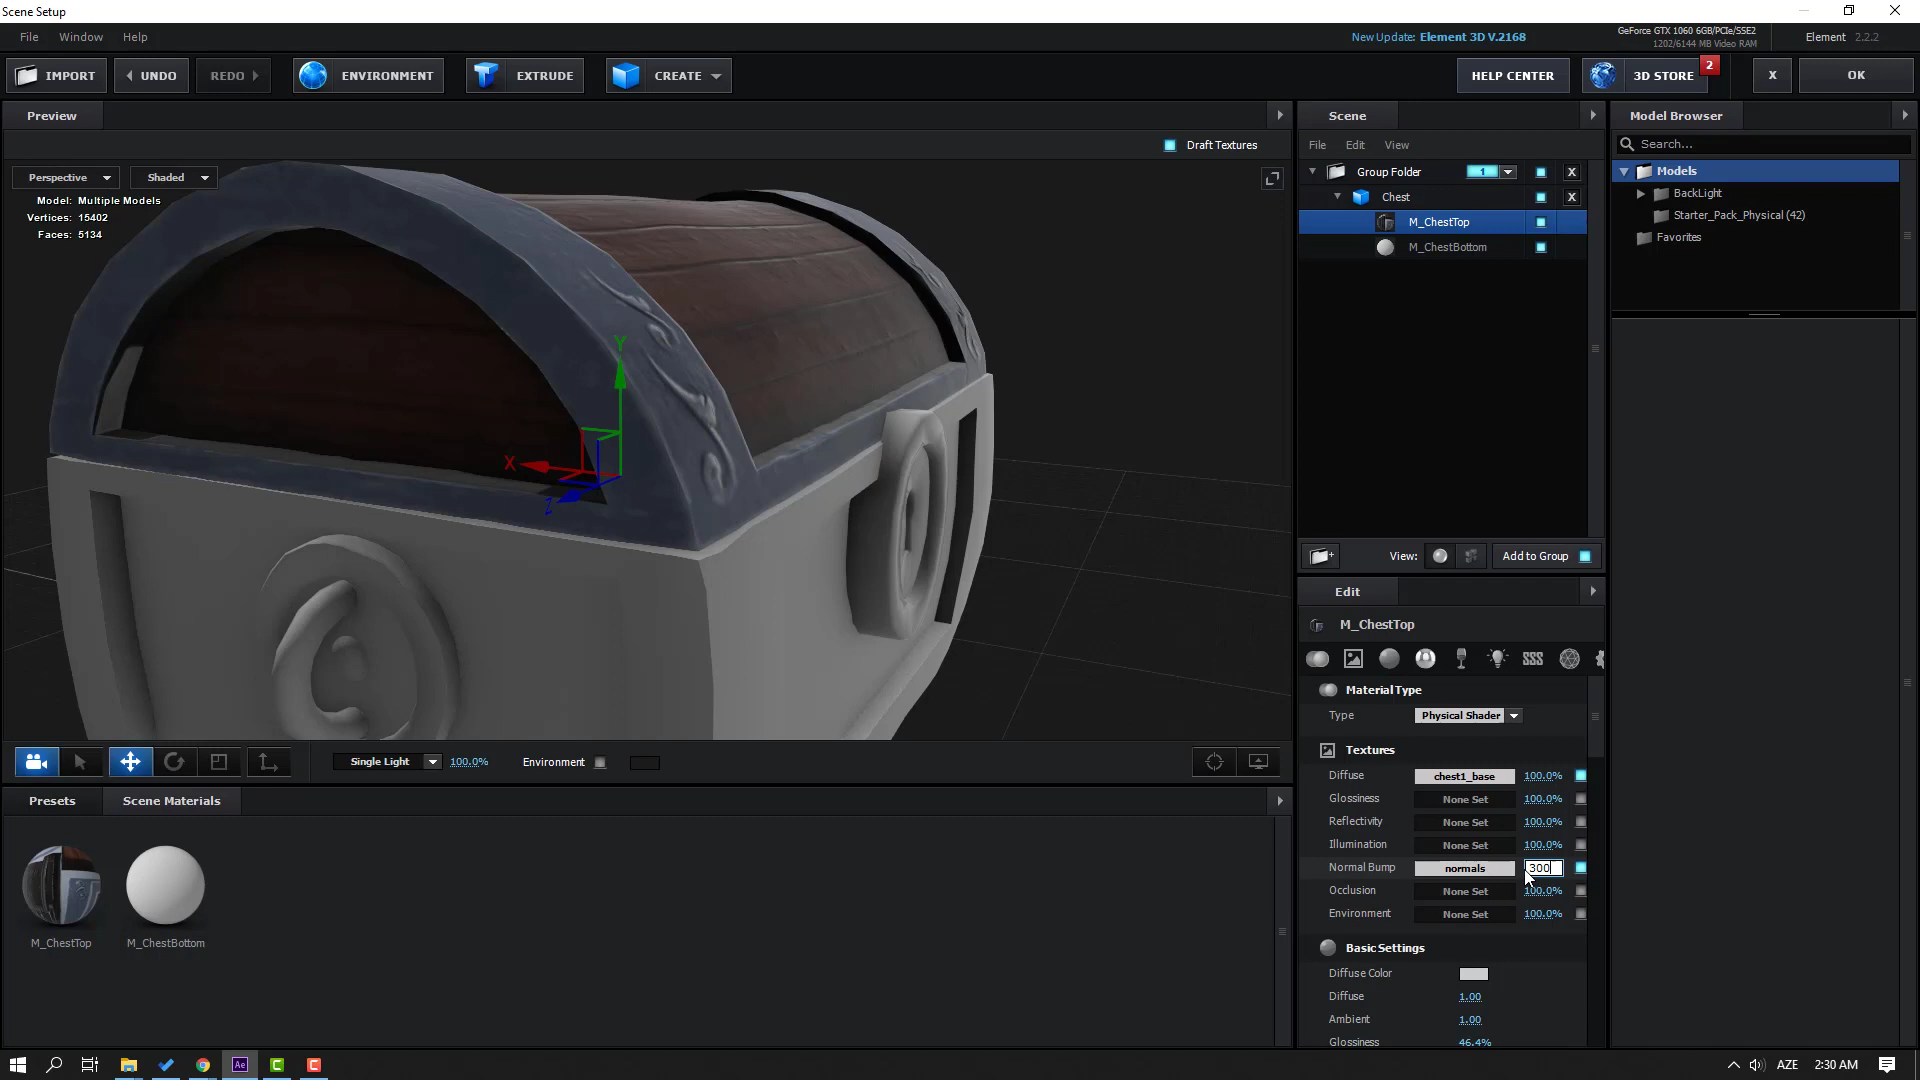 Scene Setup
File Window Help
New Update: Element 3D V.2168
GeForce GTX 1060 6GB/PCIe/SSE2
1202/6144 MB Video RAM
Element 2.2.2
IMPORT UNDO REDO ENVIRONMENT EXTRUDE CREATE HELP CENTER 3D STORE 2 X OK
Preview
Draft Textures
Perspective Shaded
Model: Multiple Models
Vertices: 15402
Faces: 5134
Y
X
Z
Single Light 100.0% Environment
Presets Scene Materials
M_ChestTop M_ChestBottom
Scene
File Edit View
Group Folder 1 X
Chest X
M_ChestTop
M_ChestBottom
View: Add to Group
Edit
M_ChestTop
SSS
Material Type
Type Physical Shader
Textures
Diffuse chest1_base 100.0%
Glossiness None Set 100.0%
Reflectivity None Set 100.0%
Illumination None Set 100.0%
Normal Bump normals 300
Occlusion None Set 100.0%
Environment None Set 100.0%
Basic Settings
Diffuse Color
Diffuse 1.00
Ambient 1.00
Glossiness 46.4%
Model Browser
Search...
Models
BackLight
Starter_Pack_Physical (42)
Favorites
Ae C C
AZE 2:30 AM